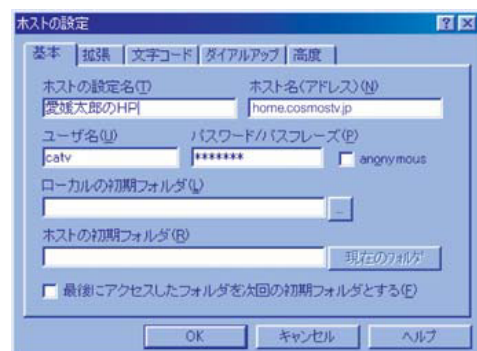 ホストの設定
基本 拡張 文字コード ダイアルアップ 高度
ホストの設定名(T) ホスト名(アドレス)(N)
愛媛太郎のHP home.cosmostv.jp
ユーザ名(U) パスワード/パスフレーズ(P)
catv ******* anonymous
ローカルの初期フォルダ(L)
...
ホストの初期フォルダ(R)
現在のフォルダ
最後にアクセスしたフォルダを次回の初期フォルダとする(F)
OK キャンセル ヘルプ